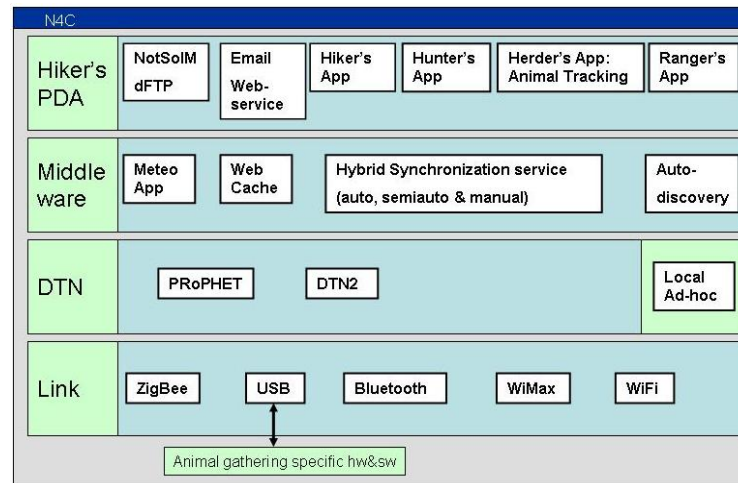 N4C
Hiker's
PDA
NotSoIM
dFTP
Email
Web-
service
Hiker's
App
Hunter's
App
Herder's App:
Animal Tracking
Ranger's
App
Middle
ware
Meteo
App
Web
Cache
Hybrid Synchronization service
(auto, semiauto & manual)
Auto-
discovery
DTN
PRoPHET
DTN2
Local
Ad-hoc
Link
ZigBee
USB
Bluetooth
WiMax
WiFi
Animal gathering specific hw&sw